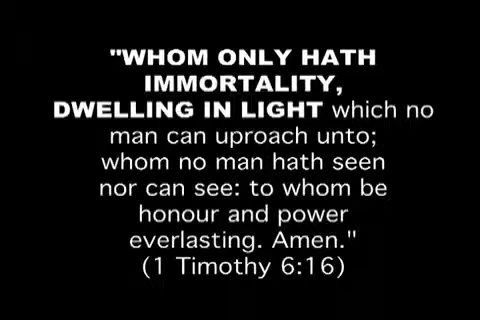 "WHOM ONLY HATH
IMMORTALITY,
DWELLING IN LIGHT which no
man can uproach unto;
whom no man hath seen
nor can see: to whom be
honour and power
everlasting. Amen."
(1 Timothy 6:16)